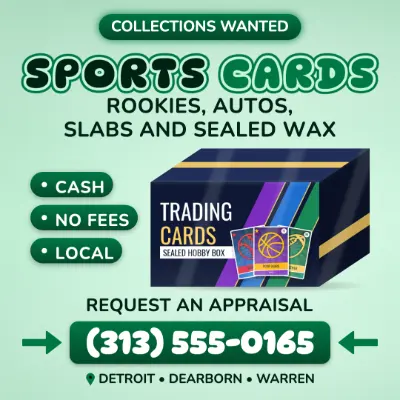 COLLECTIONS WANTED
SPORTS CARDS
ROOKIES, AUTOS,
SLABS AND SEALED WAX
• CASH
• NO FEES
• LOCAL
TRADING
CARDS
SEALED HOBBY BOX
REQUEST AN APPRAISAL
(313) 555-0165
DETROIT • DEARBORN • WARREN